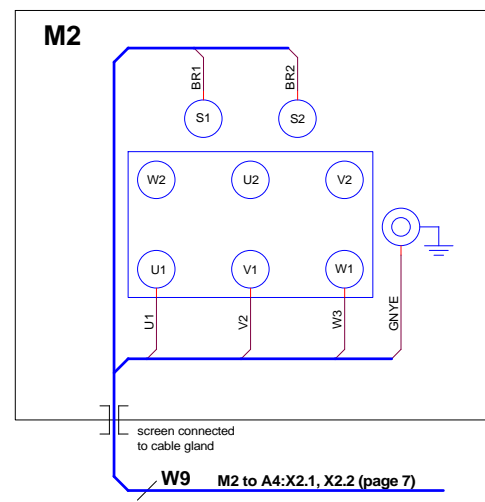 M2
BR1
BR2
S1
S2
W2
U2
V2
U1
V1
W1
U1
V2
W3
GNYE
screen connected
to cable gland
W9 M2 to A4:X2.1, X2.2 (page 7)